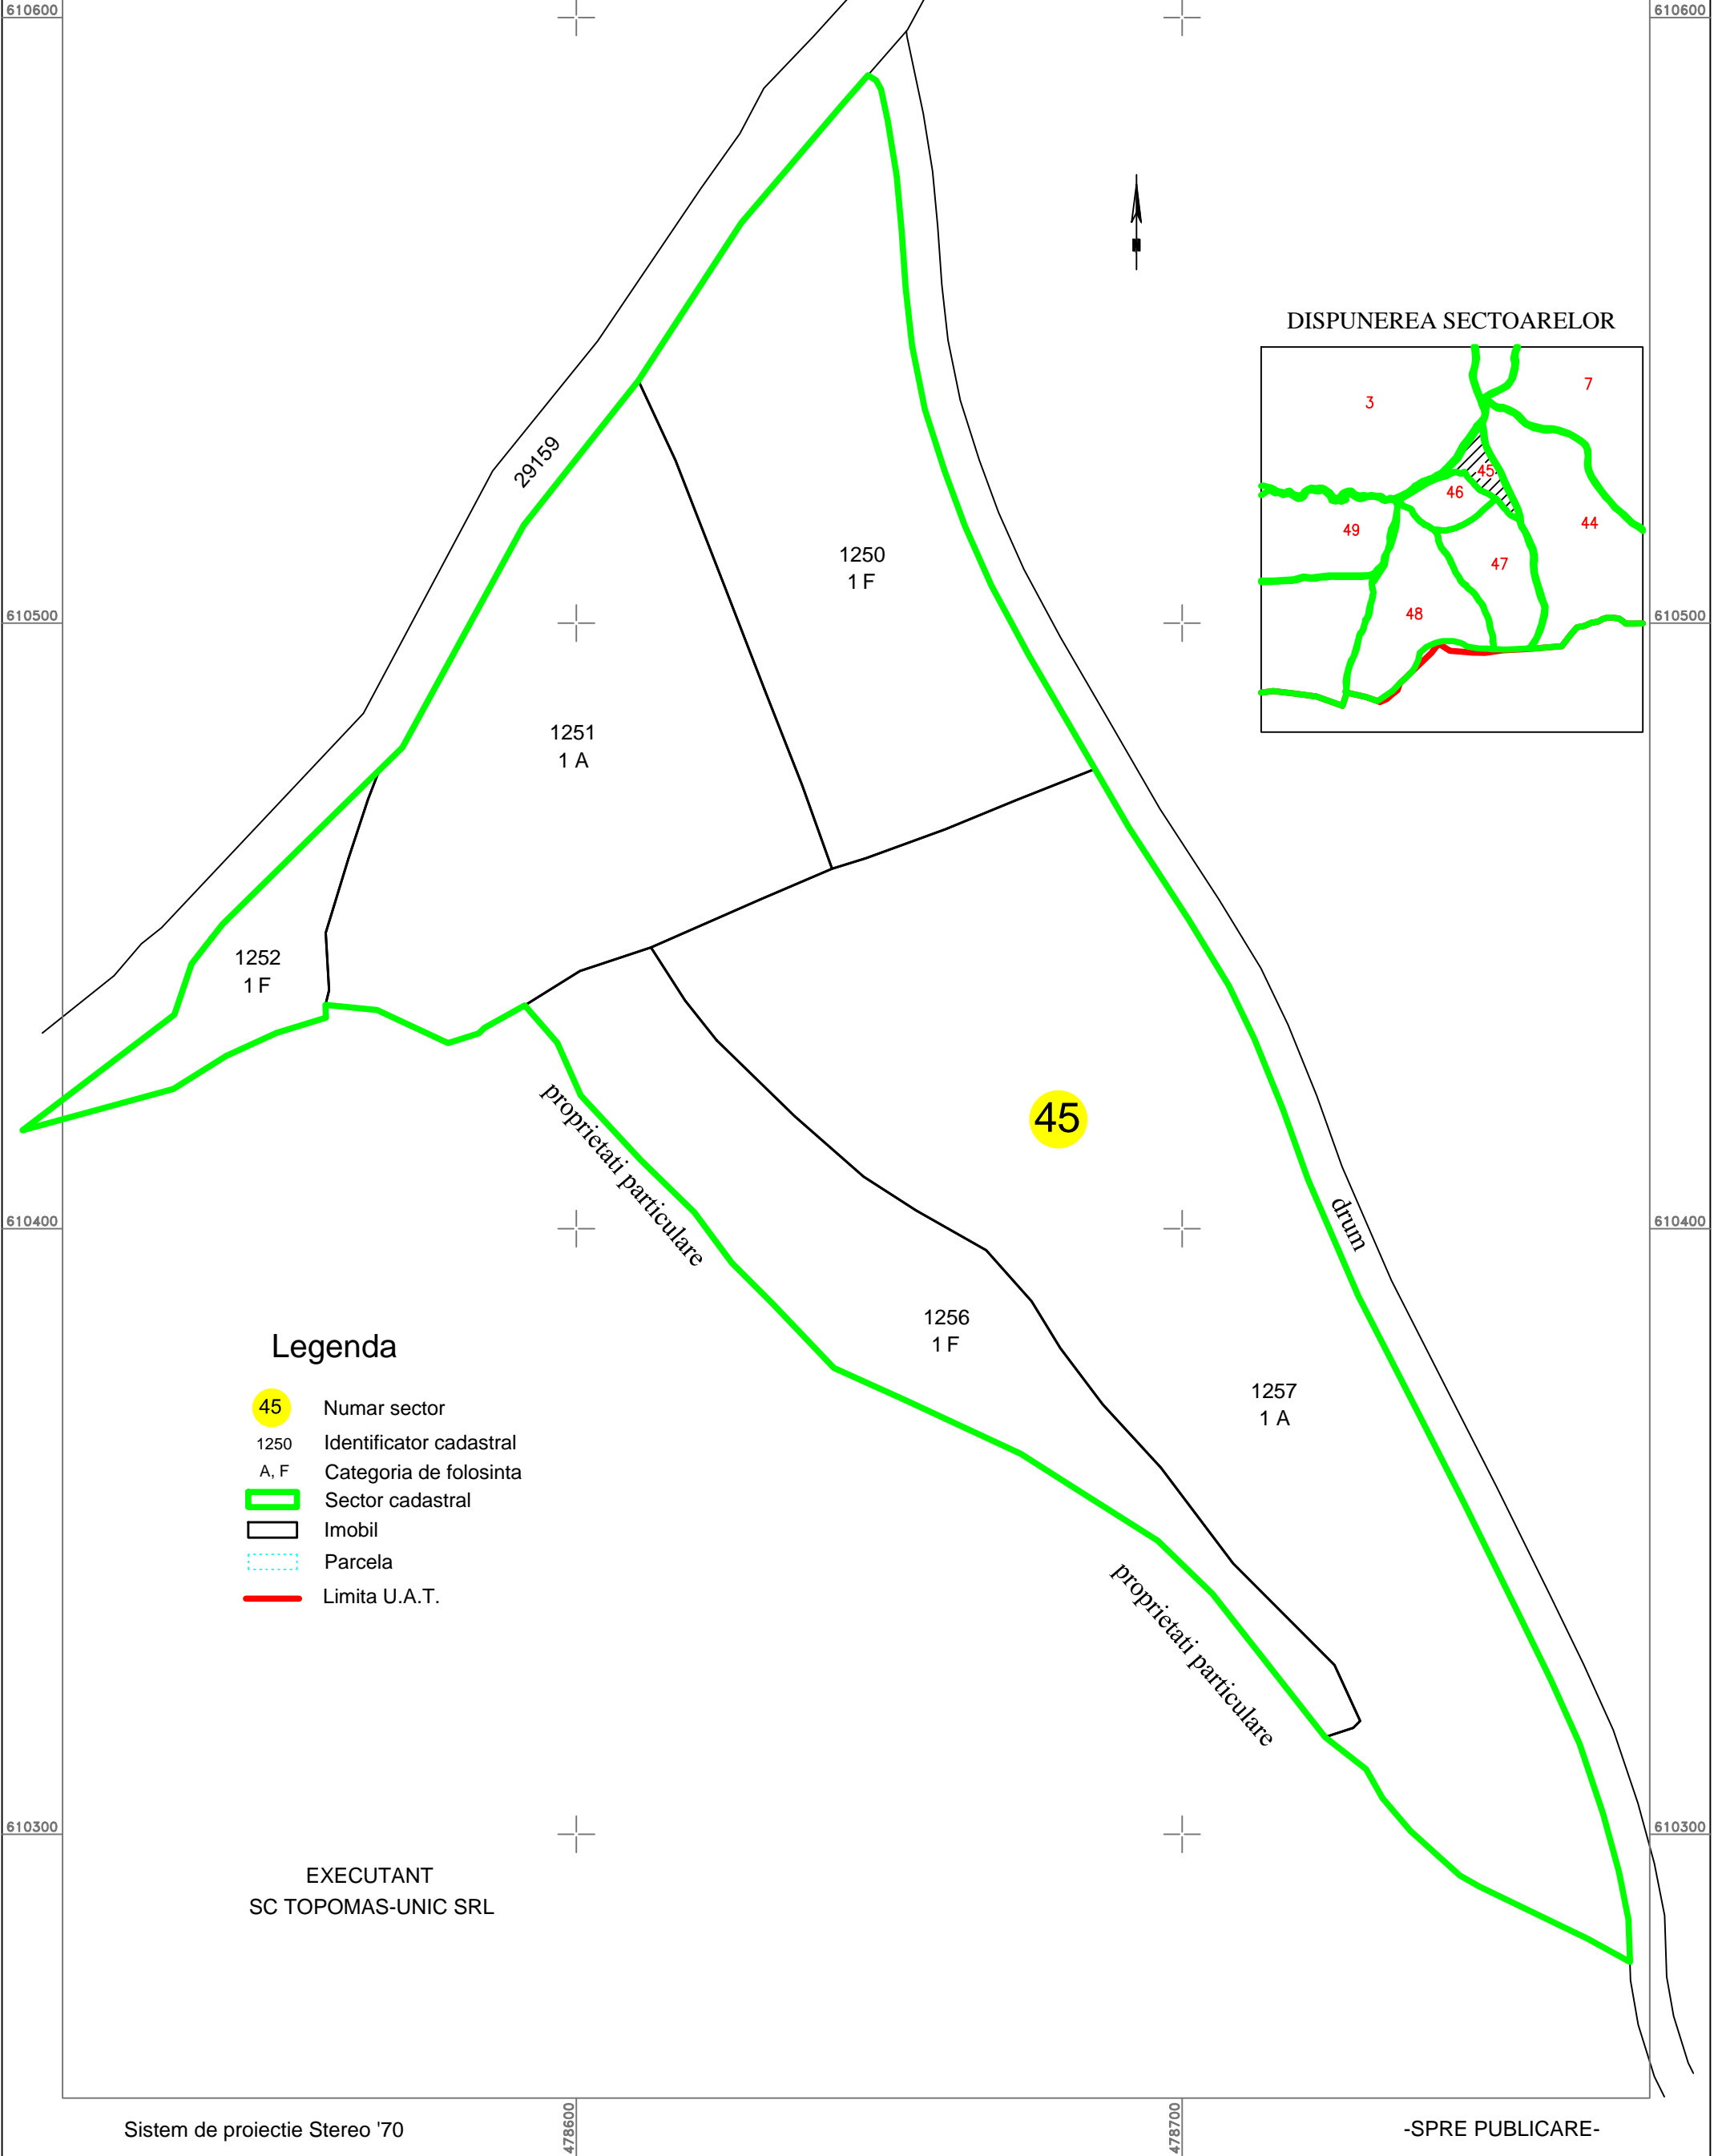 610600
610600
DISPUNEREA SECTOARELOR
3
7
45
46
49
44
47
48
29159
1250
1 F
610500
610500
1251
1 A
1252
1 F
45
proprietati particulare
drum
610400
610400
1256
1 F
1257
1 A
Legenda
45 Numar sector
1250 Identificator cadastral
A, F Categoria de folosinta
Sector cadastral
Imobil
Parcela
Limita U.A.T.
proprietati particulare
610300
610300
EXECUTANT
SC TOPOMAS-UNIC SRL
478600
478700
Sistem de proiectie Stereo '70
-SPRE PUBLICARE-